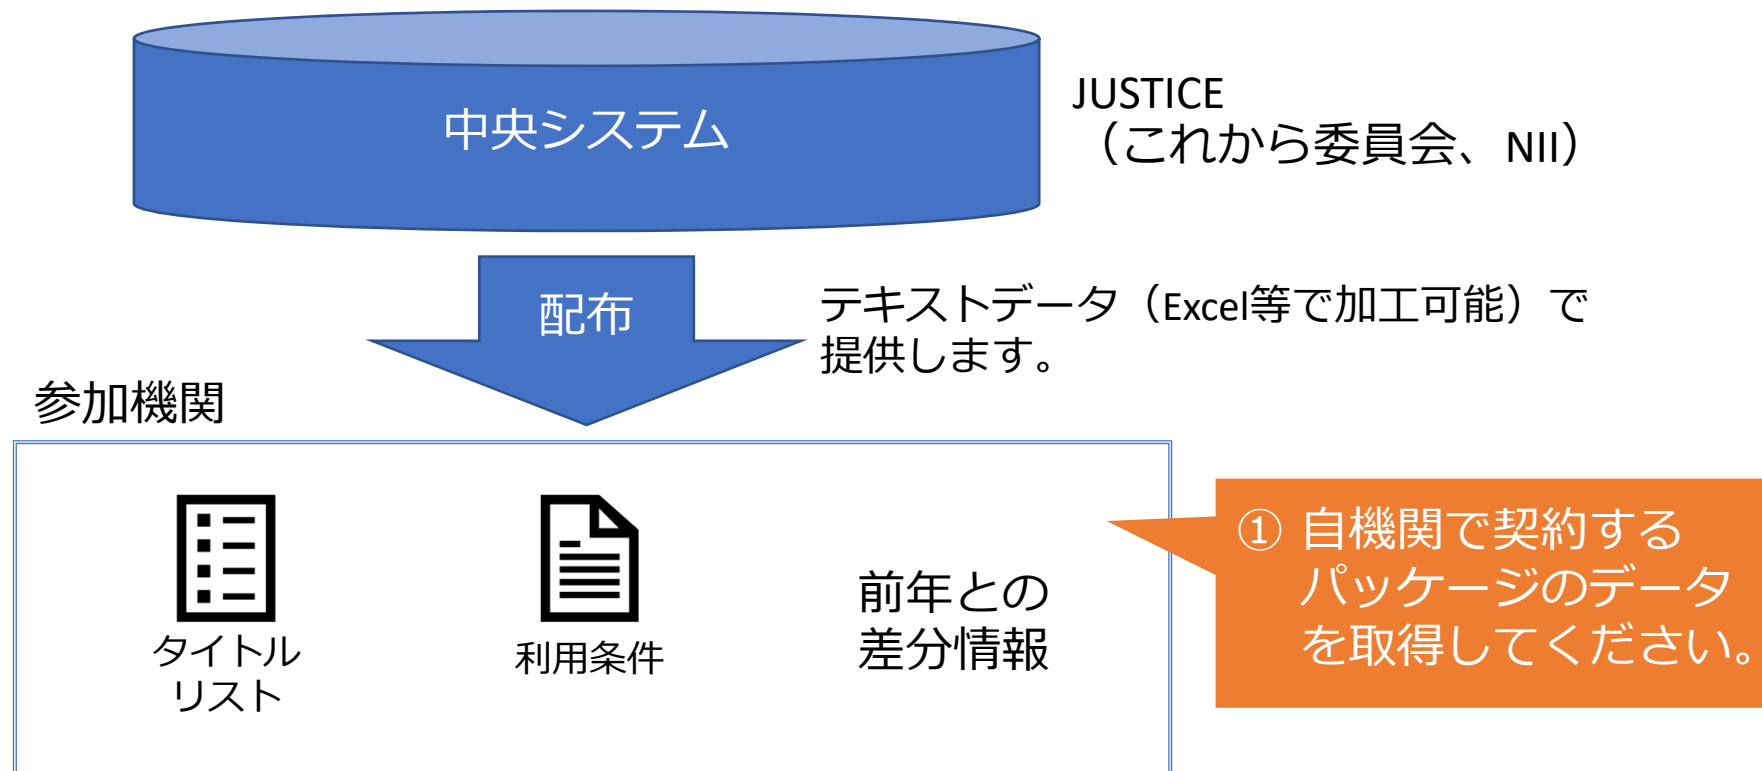 中央システム
JUSTICE
（これから委員会、NII）
配布
テキストデータ（Excel等で加工可能）で
提供します。
参加機関
タイトル
リスト
利用条件
前年との
差分情報
① 自機関で契約する
パッケージのデータ
を取得してください。